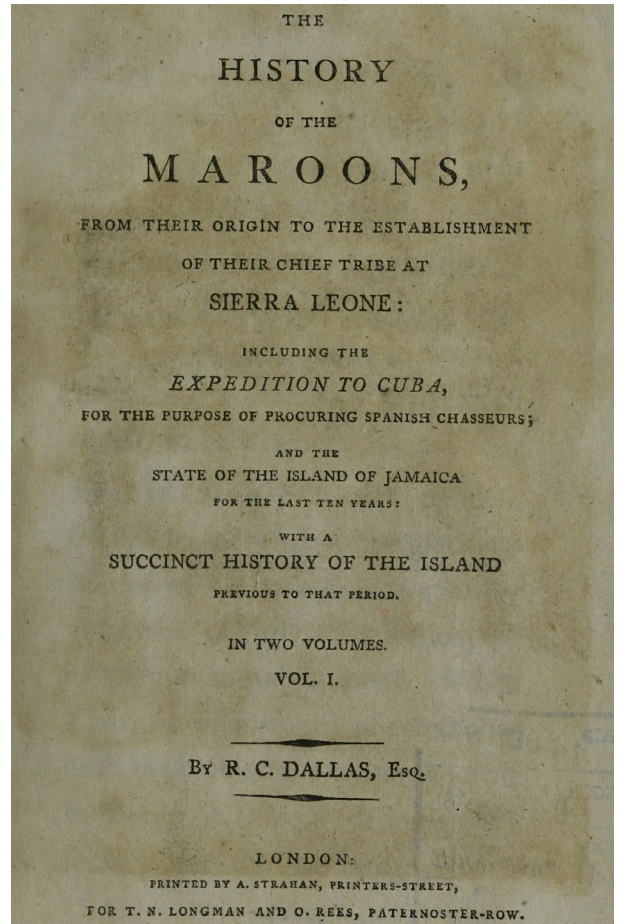 THE
HISTORY
OF THE
MAROONS,
FROM THEIR ORIGIN TO THE ESTABLISHMENT
OF THEIR CHIEF TRIBE AT
SIERRA LEONE:
INCLUDING THE
EXPEDITION TO CUBA,
FOR THE PURPOSE OF PROCURING SPANISH CHASSEURS;
AND THE
STATE OF THE ISLAND OF JAMAICA
FOR THE LAST TEN YEARS:
WITH A
SUCCINCT HISTORY OF THE ISLAND
PREVIOUS TO THAT PERIOD.
IN TWO VOLUMES.
VOL. I.
BY R. C. DALLAS, ESQ.
LONDON:
PRINTED BY A. STRAHAN, PRINTERS-STREET,
FOR T. N. LONGMAN AND O. REES, PATERNOSTER-ROW.